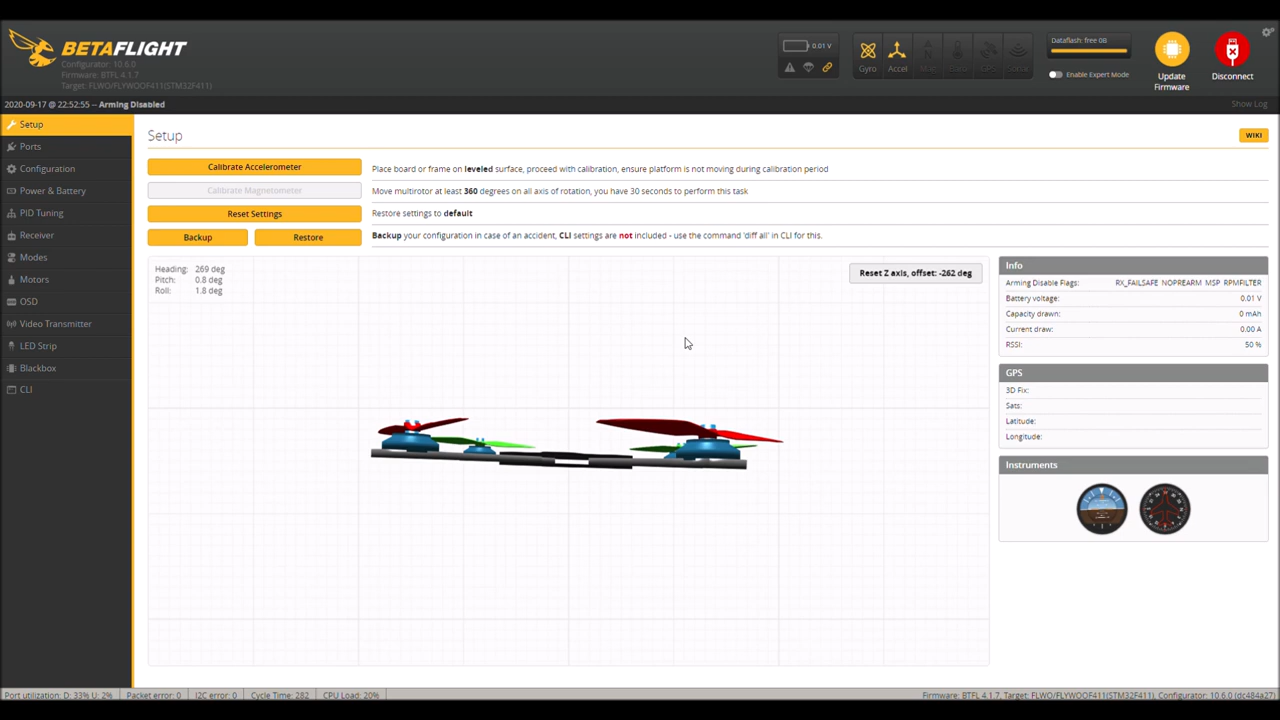 BETAFLIGHT
Configurator: 10.6.0
Firmware: BTFL 4.1.7
Target: FLWO/FLYWOOF411(STM32F411)
0.01 V
Gyro
Accel
Mag
Baro
GPS
Sonar
Dataflash: free 0B
Enable Expert Mode
Update
Firmware
Disconnect
2020-09-17 @ 22:52:55 -- Arming Disabled
Show Log
Setup
Ports
Configuration
Power & Battery
PID Tuning
Receiver
Modes
Motors
OSD
Video Transmitter
LED Strip
Blackbox
CLI
Setup
WIKI
Calibrate Accelerometer
Place board or frame on leveled surface, proceed with calibration, ensure platform is not moving during calibration period
Calibrate Magnetometer
Move multirotor at least 360 degrees on all axis of rotation, you have 30 seconds to perform this task
Reset Settings
Restore settings to default
Backup
Restore
Backup your configuration in case of an accident, CLI settings are not included - use the command 'diff all' in CLI for this.
Heading: 269 deg
Pitch: 0.8 deg
Roll: 1.8 deg
Reset Z axis, offset: -262 deg
Info
Arming Disable Flags: RX_FAILSAFE NOPREARM MSP RPMFILTER
Battery voltage: 0.01 V
Capacity drawn: 0 mAh
Current draw: 0.00 A
RSSI: 50 %
GPS
3D Fix:
Sats:
Latitude:
Longitude:
Instruments
Port utilization: D: 33% U: 2%
Packet error: 0
I2C error: 0
Cycle Time: 282
CPU Load: 20%
Firmware: BTFL 4.1.7, Target: FLWO/FLYWOOF411(STM32F411), Configurator: 10.6.0 (dc484a27)